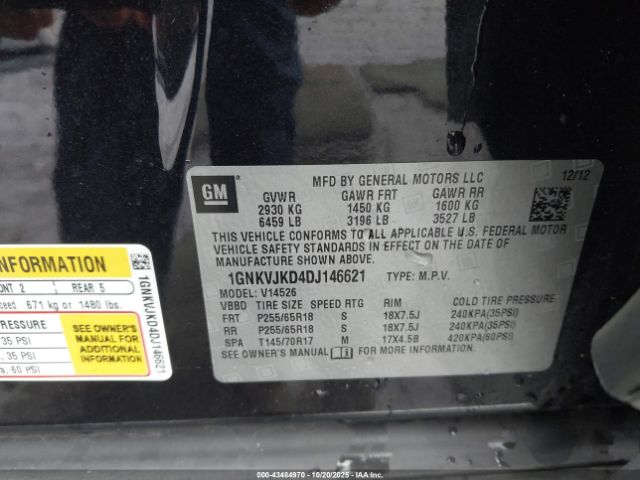 GM
MFD BY GENERAL MOTORS LLC 12/12
GVWR GAWR FRT GAWR RR
2930 KG 1450 KG 1600 KG
6459 LB 3196 LB 3527 LB
THIS VEHICLE CONFORMS TO ALL APPLICABLE U.S. FEDERAL MOTOR
VEHICLE SAFETY STANDARDS IN EFFECT ON THE DATE OF
MANUFACTURE SHOWN ABOVE.
1GNKVJKD4DJ146621 TYPE: M.P.V.
MODEL: V14526
VBBD TIRE SIZE SPEED RTG RIM COLD TIRE PRESSURE
FRT P255/65R18 S 18X7.5J 240KPA(35PSI)
RR P255/65R18 S 18X7.5J 240KPA(35PSI)
SPA T145/70R17 M 17X4.5B 420KPA(60PSI)
SEE OWNER'S MANUAL FOR MORE INFORMATION.
INFORMATION
2 REAR 5
671 kg or 1480 lbs.
SEE OWNER'S
MANUAL FOR
ADDITIONAL
INFORMATION
35 PSI
35 PSI
60 PSI
1GNKVJKD4DJ146621
000-43484970 - 10/20/2025 - IAAI.COM